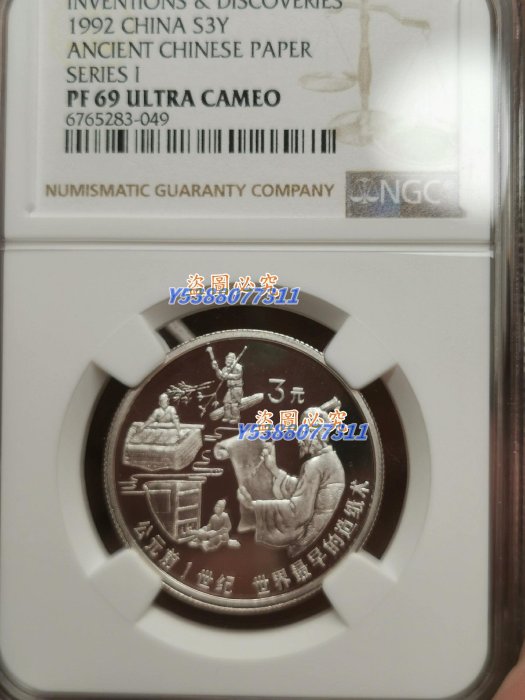 INVENTIONS & DISCOVERIES
1992 CHINA S3Y
ANCIENT CHINESE PAPER
SERIES I
PF 69 ULTRA CAMEO
6765283-049
NUMISMATIC GUARANTY COMPANY
NGC
盜圖必究
Y5388077311
3元
盜圖必究
Y5388077311
公元前1世纪 世界最早的造纸术